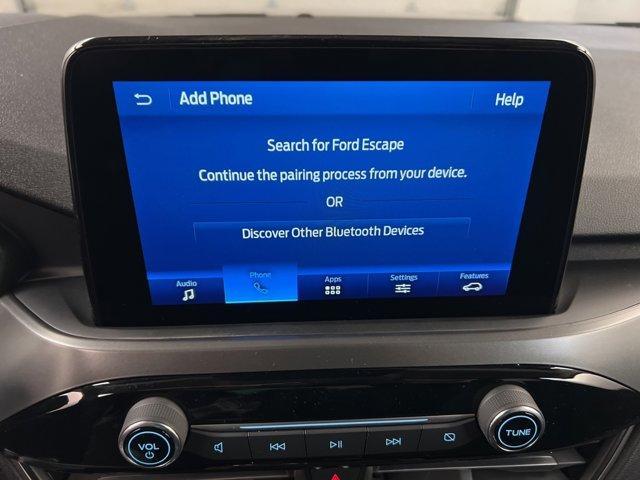 Add Phone Help
Search for Ford Escape
Continue the pairing process from your device.
OR
Discover Other Bluetooth Devices
Audio Phone Apps Settings Features
VOL TUNE